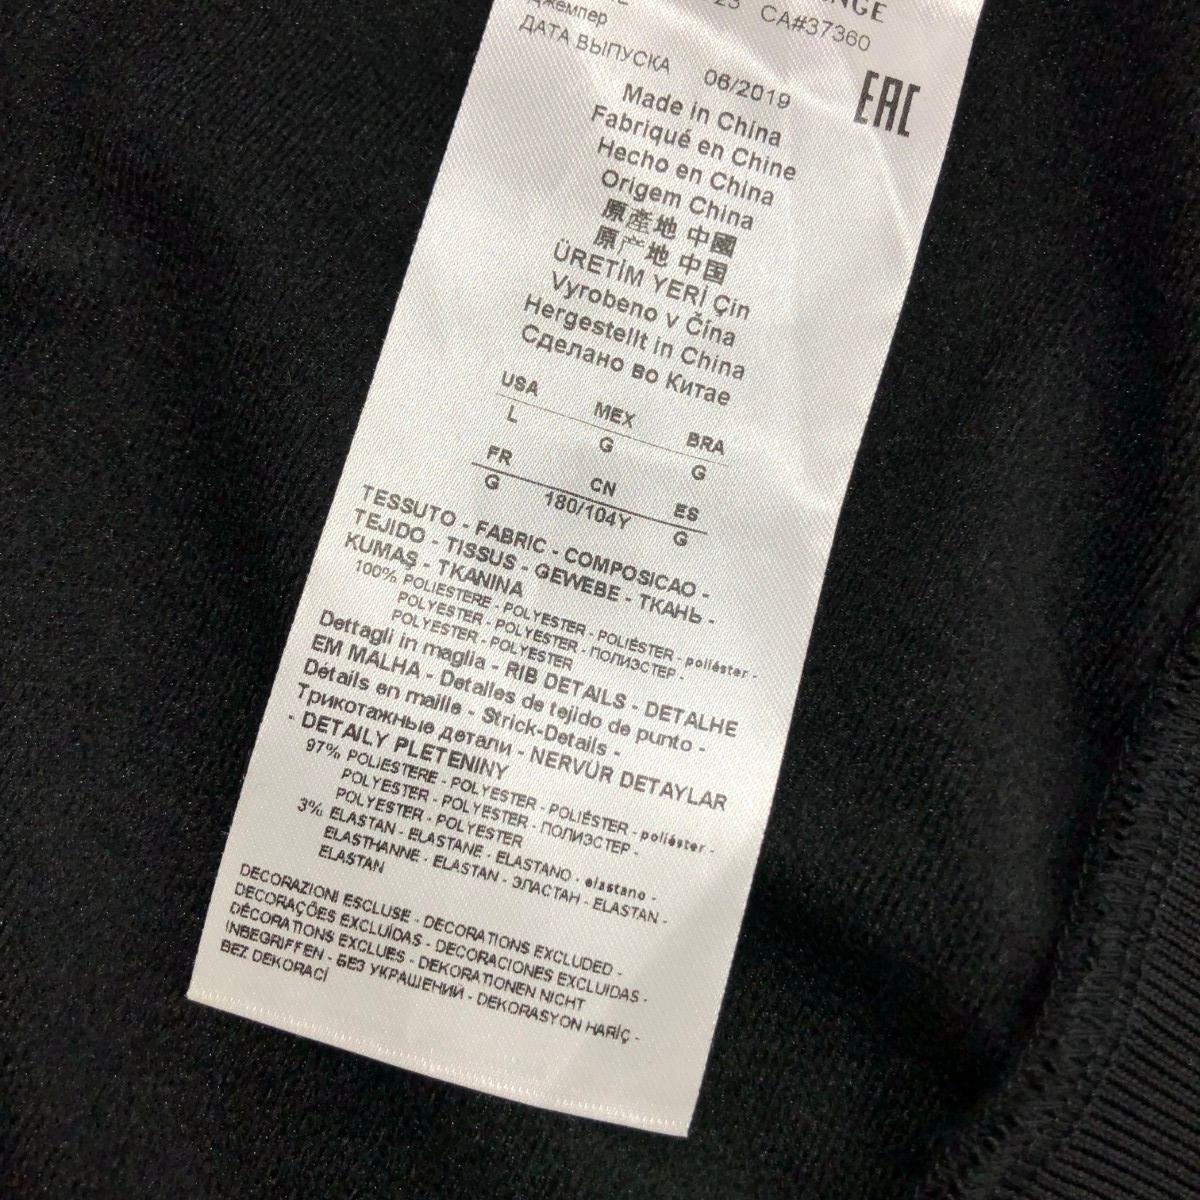 CA#37360
Джемпер
ДАТА ВЫПУСКА 06/2019
EAC
Made in China
Fabriqué en Chine
Hecho en China
Origem China
原產地 中國
原产地 中国
ÜRETİM YERİ Çin
Vyrobeno v Čína
Hergestellt in China
Сделано во Китае
USA MEX BRA
L G G
FR CN ES
G 180/104Y G
TESSUTO - FABRIC - COMPOSICAO -
TEJIDO - TISSUS - GEWEBE - ТКАНЬ -
KUMAŞ - TKANINA
100% POLIESTERE - POLYESTER - POLIÉSTER - poliéster -
POLYESTER - POLYESTER - ПОЛИЭСТЕР -
POLYESTER - POLYESTER
Dettagli in maglia - RIB DETAILS - DETALHE
EM MALHA - Detalles de tejido de punto -
Détails en maille - Strick-Details -
Трикотажные детали - NERVÜR DETAYLAR
- DETAILY PLETENINY
97% POLIESTERE - POLYESTER - POLIÉSTER - poliéster -
POLYESTER - POLYESTER - ПОЛИЭСТЕР -
POLYESTER - POLYESTER
3% ELASTAN - ELASTANE - ELASTANO - elastano -
ELASTHANNE - ELASTAN - ЭЛАСТАН - ELASTAN -
ELASTAN
DECORAZIONI ESCLUSE - DECORATIONS EXCLUDED -
DECORAÇÕES EXCLUÍDAS - DECORACIONES EXCLUIDAS -
DÉCORATIONS EXCLUES - DEKORATIONEN NICHT
INBEGRIFFEN - БЕЗ УКРАШЕНИЙ - DEKORASYON HARİÇ -
BEZ DEKORACÍ